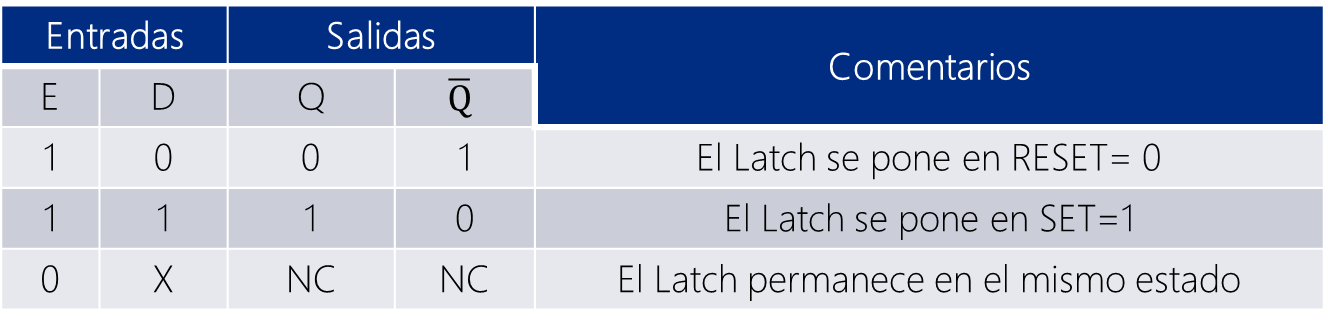 Entradas Salidas Comentarios
E D Q Q̅
1 0 0 1 El Latch se pone en RESET= 0
1 1 1 0 El Latch se pone en SET=1
0 X NC NC El Latch permanece en el mismo estado